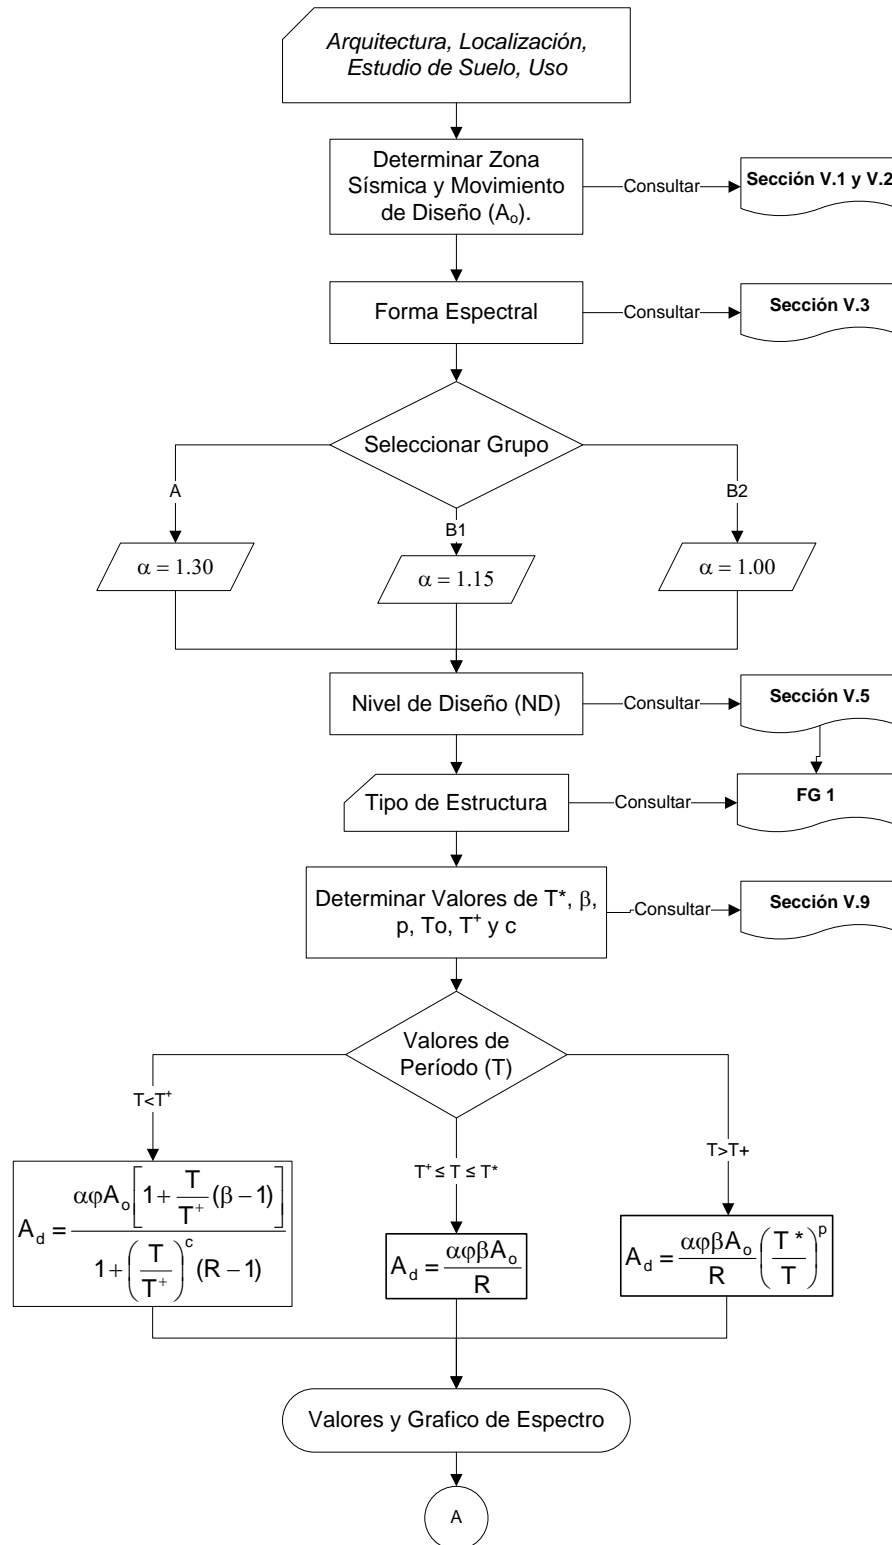 Arquitectura, Localización,
Estudio de Suelo, Uso
Determinar Zona
Sísmica y Movimiento
de Diseño (Aₒ).
Consultar
Sección V.1 y V.2
Forma Espectral
Consultar
Sección V.3
Seleccionar Grupo
A
B1
B2
α = 1.30
α = 1.15
α = 1.00
Nivel de Diseño (ND)
Consultar
Sección V.5
Tipo de Estructura
Consultar
FG 1
Determinar Valores de T*, β,
p, To, T⁺ y c
Consultar
Sección V.9
Valores de
Período (T)
T<T⁺
T⁺ ≤ T ≤ T*
T>T+
A_d = αφAₒ[1 + T/T⁺ (β − 1)] / 1 + (T/T⁺)^c (R − 1)
A_d = αφβAₒ / R
A_d = αφβAₒ / R (T*/T)^p
Valores y Grafico de Espectro
A